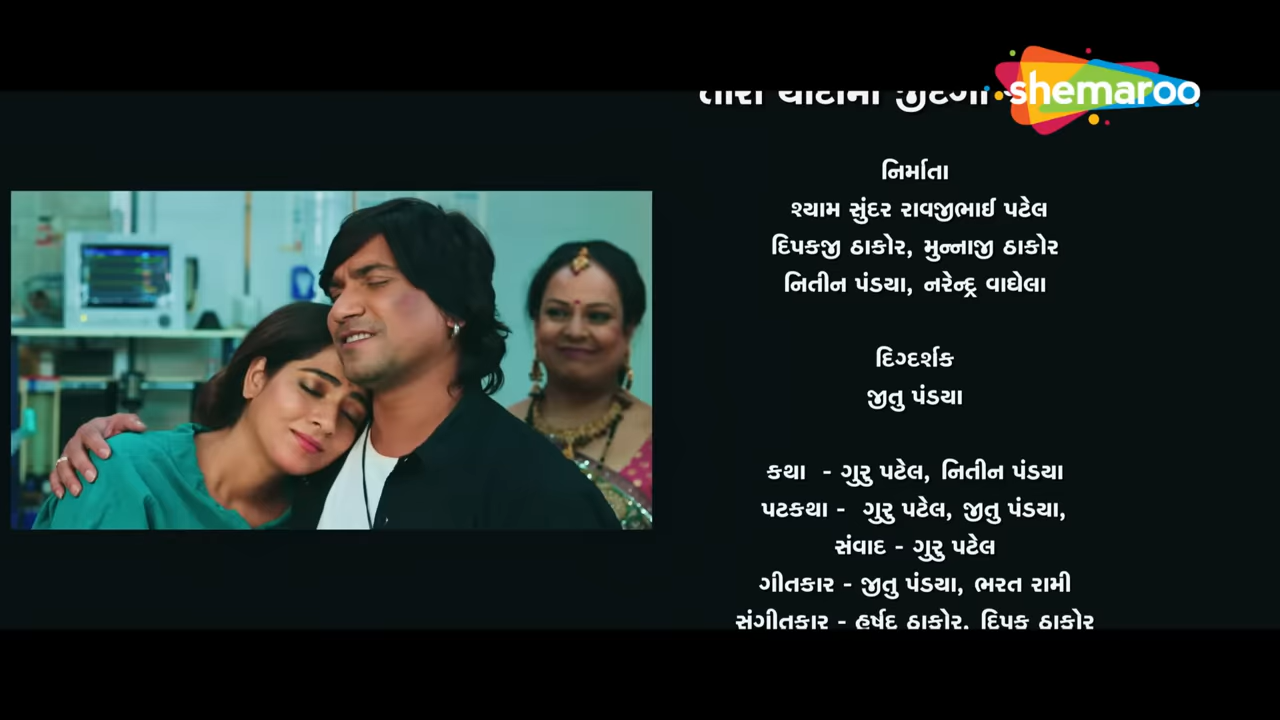 shemaroo
નિર્માતા
શ્યામ સુંદર રાવજીભાઈ પટેલ
દિપકજી ઠાકોર, મુન્નાજી ઠાકોર
નિતીન પંડયા, નરેન્દ્ર વાઘેલા
દિગ્દર્શક
જીતુ પંડયા
કથા - ગુરુ પટેલ, નિતીન પંડયા
પટકથા - ગુરુ પટેલ, જીતુ પંડયા,
સંવાદ - ગુરુ પટેલ
ગીતકાર - જીતુ પંડયા, ભરત રામી
સંગીતકાર - હર્ષદ ઠાકોર, દિપક ઠાકોર